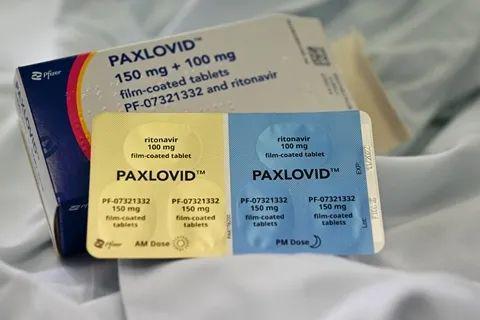 PAXLOVID™
150 mg + 100 mg
film-coated tablets
PF-07321332 and ritonavir
Pfizer
ritonavir
100 mg
film-coated tablet
PAXLOVID™
PF-07321332
150 mg
film-coated
tablets
PF-07321332
150 mg
film-coated
tablets
Pfizer
AM Dose
ritonavir
100 mg
film-coated tablet
PAXLOVID™
PF-07321332
150 mg
film-coated
tablets
PF-07321332
150 mg
film-coated
tablets
PM Dose
EXP:
Lot: